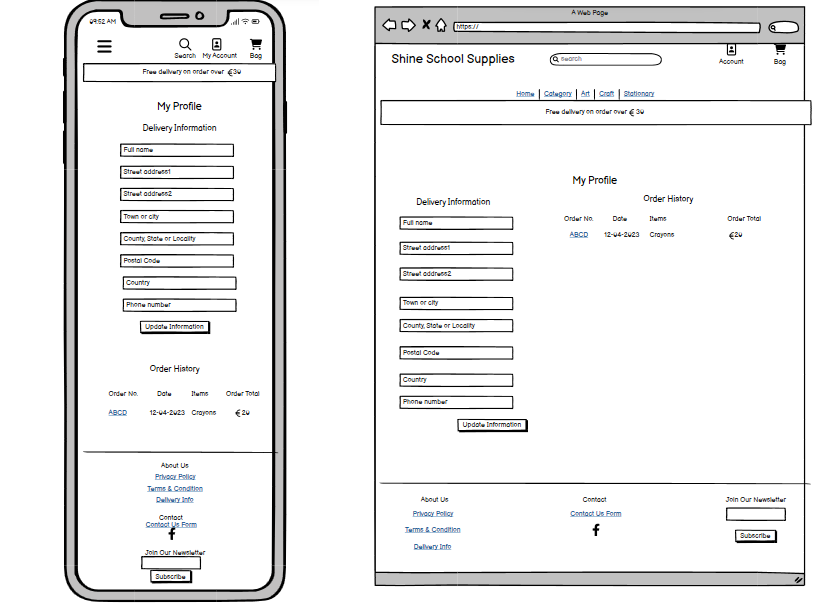 09:52 AM
Search My Account Bag
Free delivery on order over €30
My Profile
Delivery Information
Full name
Street address1
Street address2
Town or city
County, State or Locality
Postal Code
Country
Phone number
Update Information
Order History
Order No. Date Items Order Total
ABCD 12-04-2023 Crayons €20
About Us
Privacy Policy
Terms & Condition
Delivery Info
Contact
Contact Us Form
Join Our Newsletter
Subscribe
A Web Page
https://
Shine School Supplies
search
Account Bag
Home Category Art Craft Stationary
Free delivery on order over € 30
My Profile
Delivery Information
Full name
Street address1
Street address2
Town or city
County, State or Locality
Postal Code
Country
Phone number
Update Information
Order History
Order No. Date Items Order Total
ABCD 12-04-2023 Crayons €20
About Us
Privacy Policy
Terms & Condition
Delivery Info
Contact
Contact Us Form
Join Our Newsletter
Subscribe